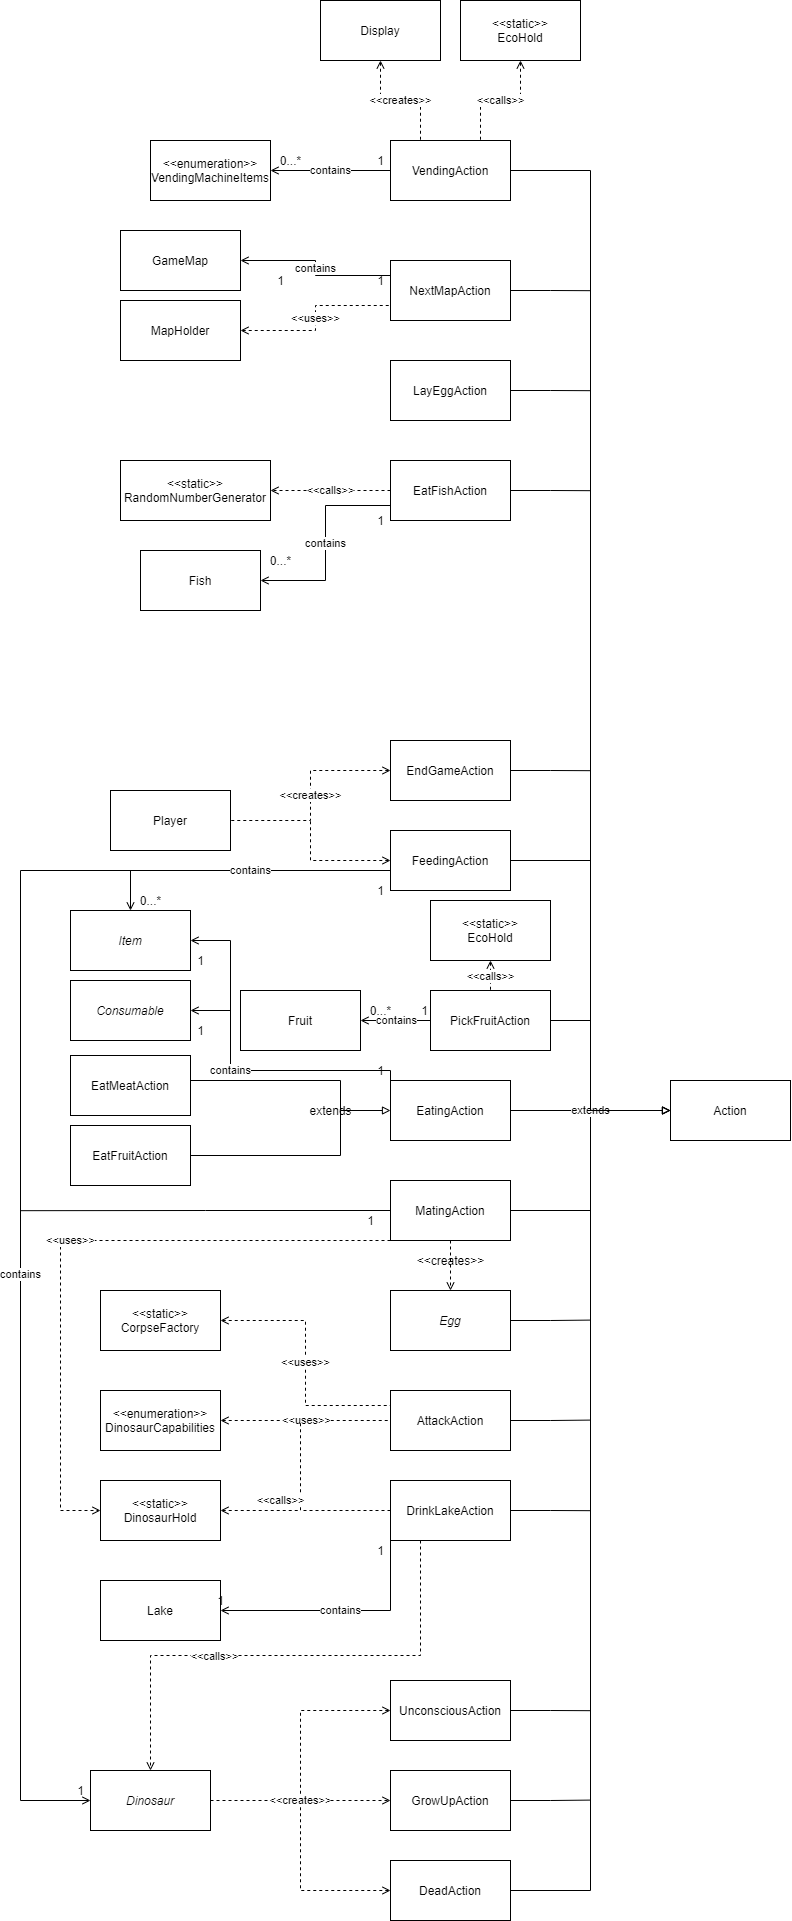 Display
<<static>>
EcoHold
<<creates>>
<<calls>>
<<enumeration>>
VendingMachineItems
0...*
contains
1
VendingAction
GameMap
contains
1
1
NextMapAction
MapHolder
<<uses>>
LayEggAction
<<static>>
RandomNumberGenerator
<<calls>>
EatFishAction
1
contains
0...*
Fish
EndGameAction
<<creates>>
Player
FeedingAction
contains
1
0...*
Item
1
<<static>>
EcoHold
<<calls>>
Consumable
1
Fruit
0...*
contains
1
PickFruitAction
contains
1
EatMeatAction
extends
EatingAction
extends
Action
EatFruitAction
MatingAction
1
<<uses>>
<<creates>>
contains
<<static>>
CorpseFactory
Egg
<<uses>>
<<enumeration>>
DinosaurCapabilities
<<uses>>
AttackAction
<<static>>
DinosaurHold
<<calls>>
DrinkLakeAction
1
Lake
1
contains
<<calls>>
UnconsciousAction
1
Dinosaur
<<creates>>
GrowUpAction
DeadAction